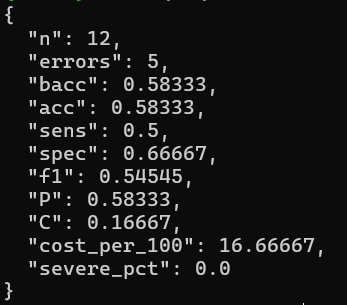 {
  "n": 12,
  "errors": 5,
  "bacc": 0.58333,
  "acc": 0.58333,
  "sens": 0.5,
  "spec": 0.66667,
  "f1": 0.54545,
  "P": 0.58333,
  "C": 0.16667,
  "cost_per_100": 16.66667,
  "severe_pct": 0.0
}